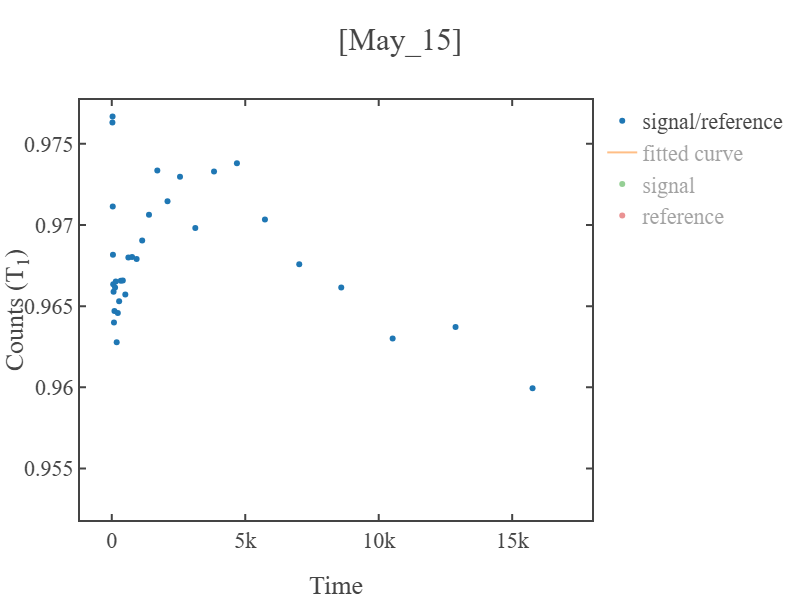 [May_15]
signal/reference
fitted curve
signal
reference
Counts (T1)
0.975
0.97
0.965
0.96
0.955
0
5k
10k
15k
Time